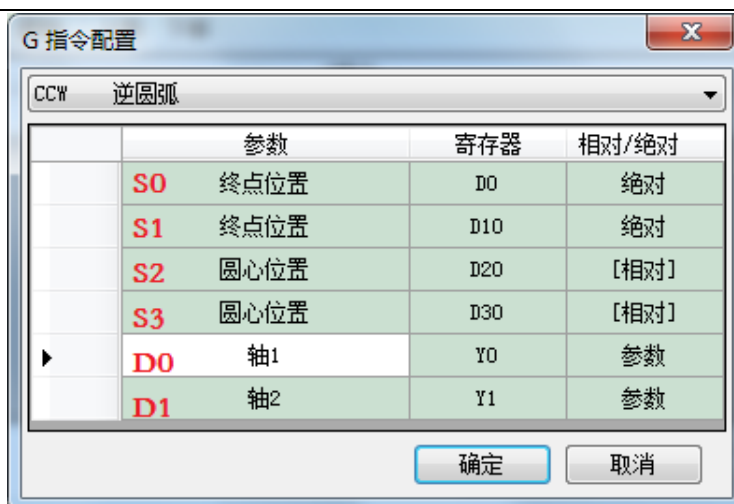 G 指令配置
CCW 逆圆弧
参数 寄存器 相对/绝对
S0 终点位置 D0 绝对
S1 终点位置 D10 绝对
S2 圆心位置 D20 [相对]
S3 圆心位置 D30 [相对]
D0 轴1 Y0 参数
D1 轴2 Y1 参数
确定 取消